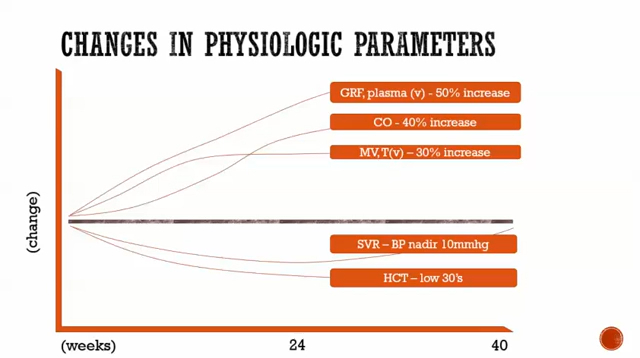 CHANGES IN PHYSIOLOGIC PARAMETERS
GRF, plasma (v) - 50% increase
CO - 40% increase
MV, T(v) – 30% increase
(change)
SVR – BP nadir 10mmhg
HCT – low 30's
(weeks)
24
40